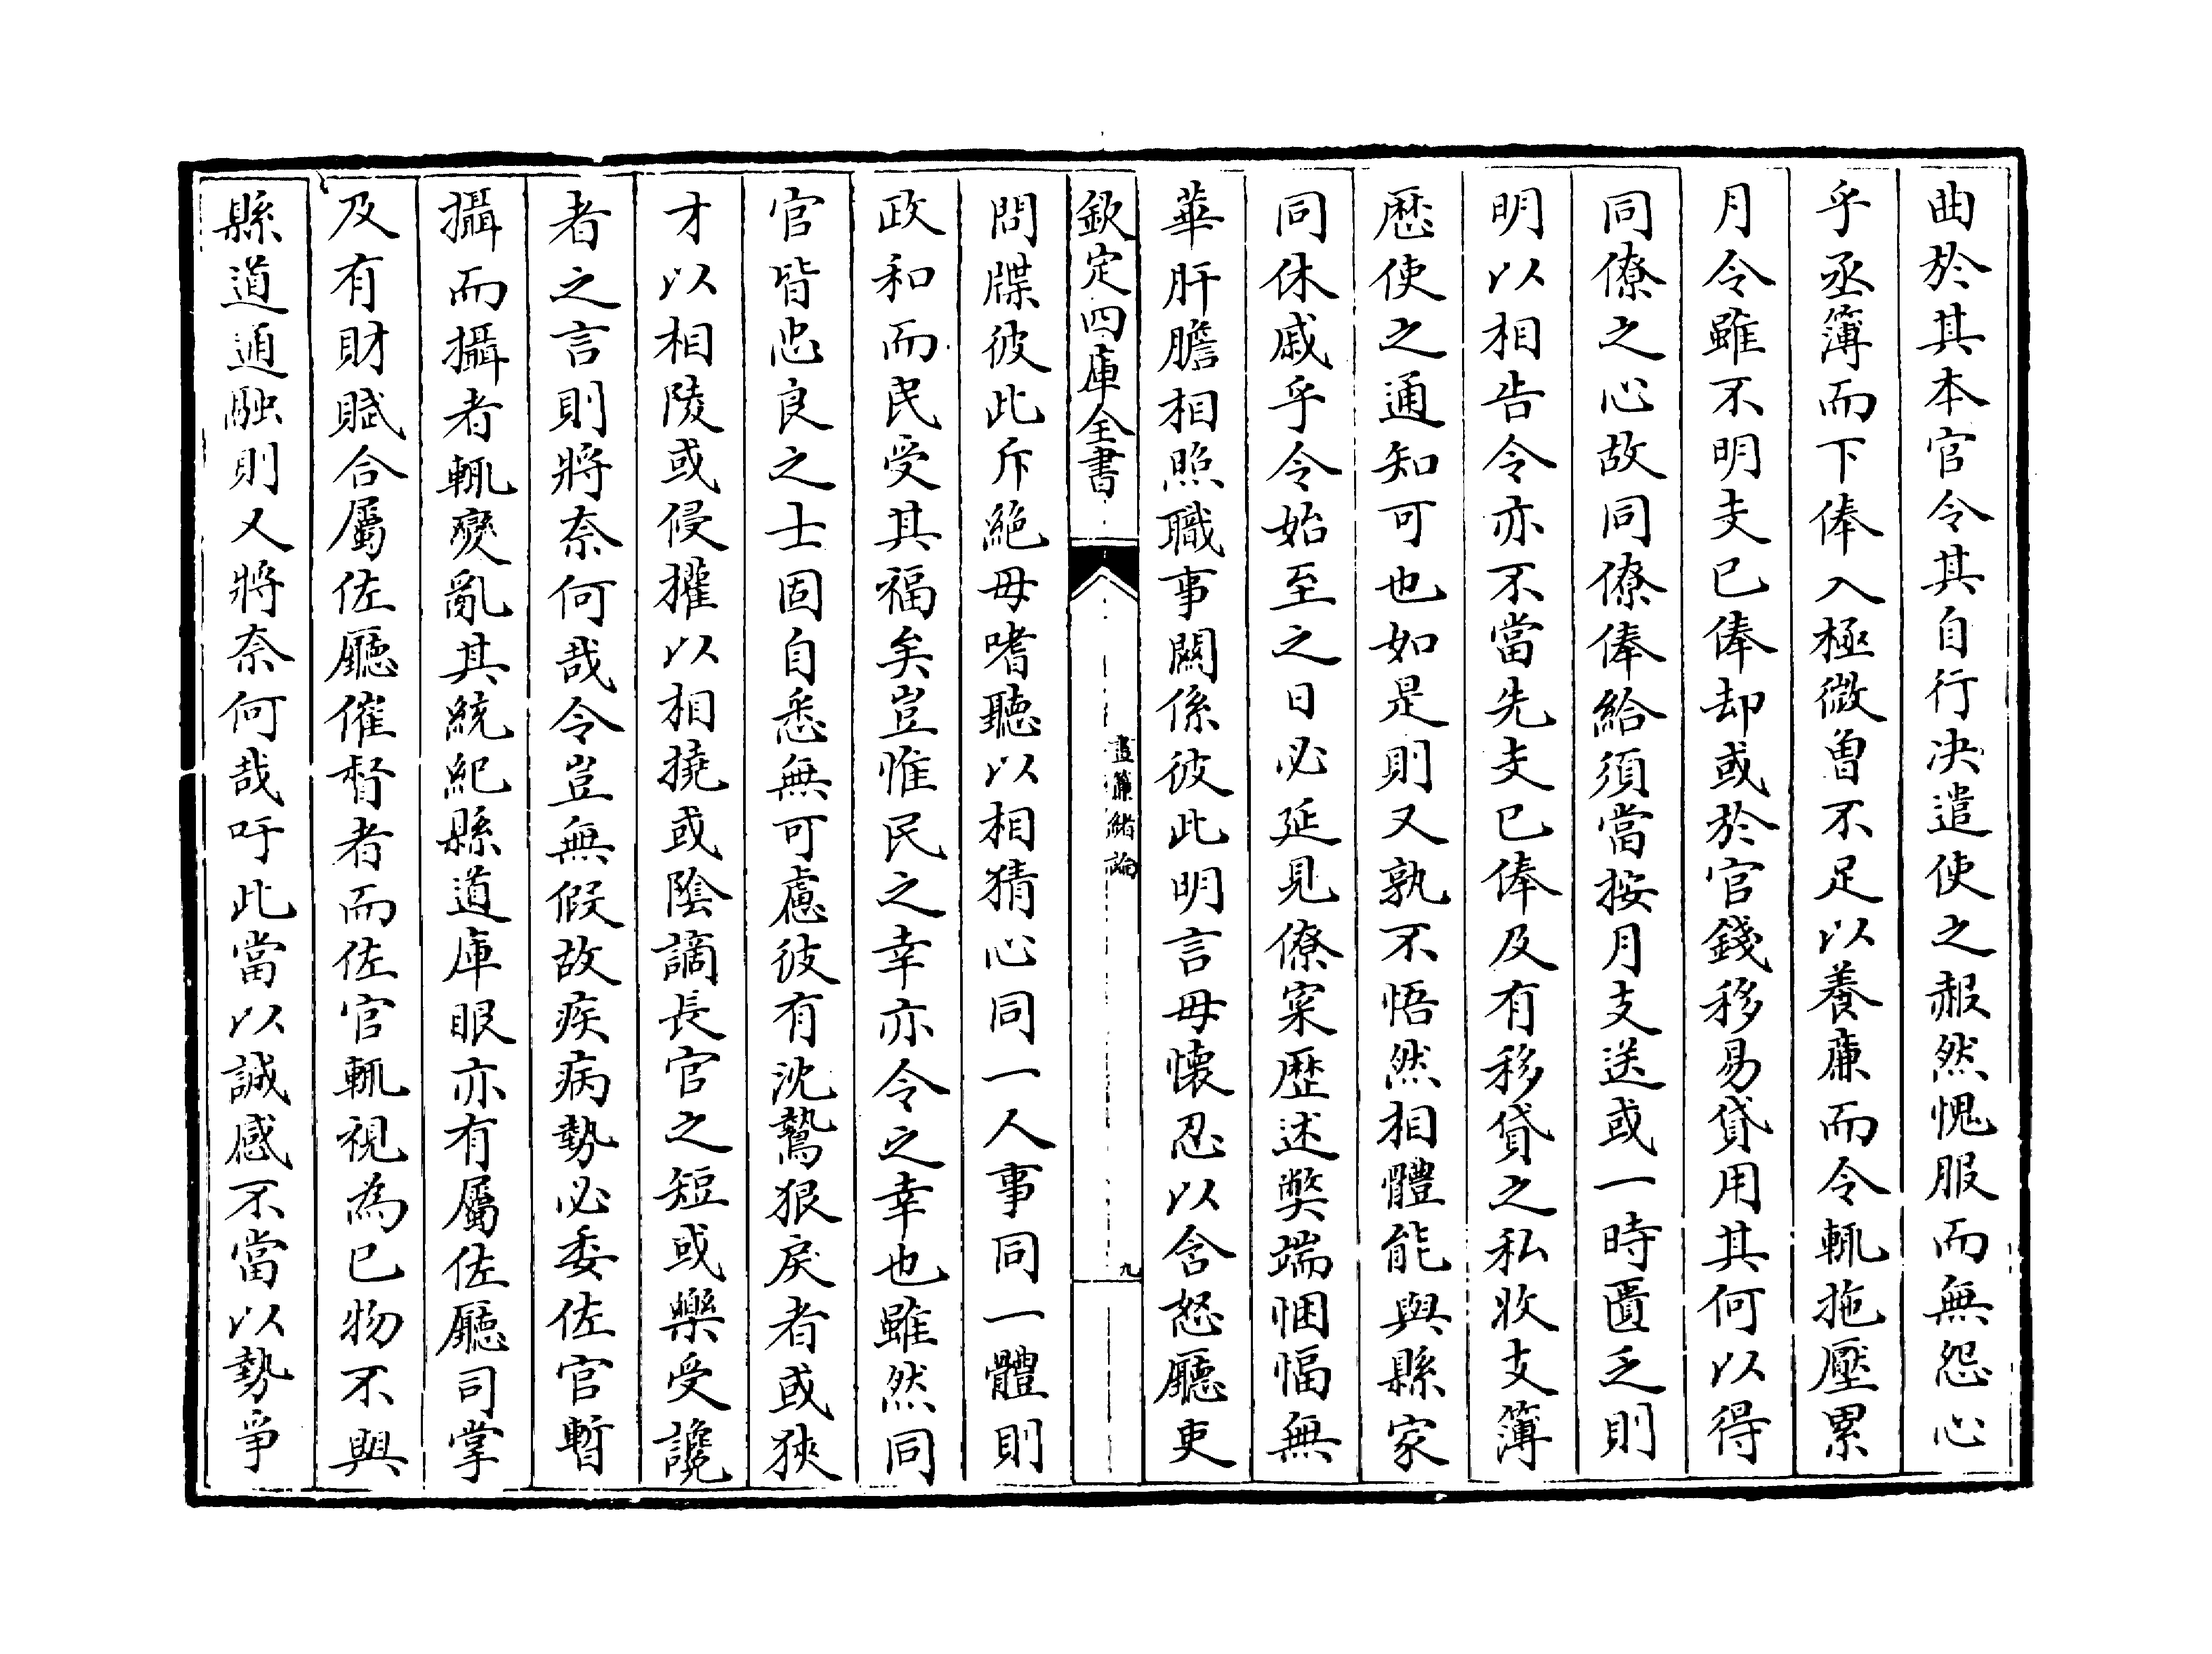 曲於其本官令其自行决遣使之赧然愧服而無怨心
乎丞簿而下俸入極微曽不足以養亷而令輒拖壓累
月令雖不明支已俸却或於官錢移易貸用其何以得
同僚之心故同僚俸給須當按月支送或一時匱乏則
明以相告令亦不當先支已俸及有移貸之私收支簿
歴使之通知可也如是則又孰不悟然相體能與縣家
同休戚乎令始至之日必延見僚寀歴述弊端悃愊無
華肝膽相照職事闗係彼此明言毋懐忍以含怒廳吏
欽定四庫全書
晝簾緒論
九
問牒彼此斥絶毋嗜聽以相猜心同一人事同一體則
政和而民受其福矣豈惟民之幸亦令之幸也雖然同
官皆忠良之士固自悉無可慮彼有沈鷙狠戾者或狹
才以相陵或侵攉以相撓或隂謫長官之短或樂受讒
者之言則將奈何哉令豈無假故疾病勢必委佐官暫
攝而攝者輒變亂其統紀縣道庫眼亦有屬佐廳司掌
及有財賦合屬佐廳催督者而佐官輒視為已物不與
縣道通融則又將奈何哉吁此當以誠感不當以勢爭